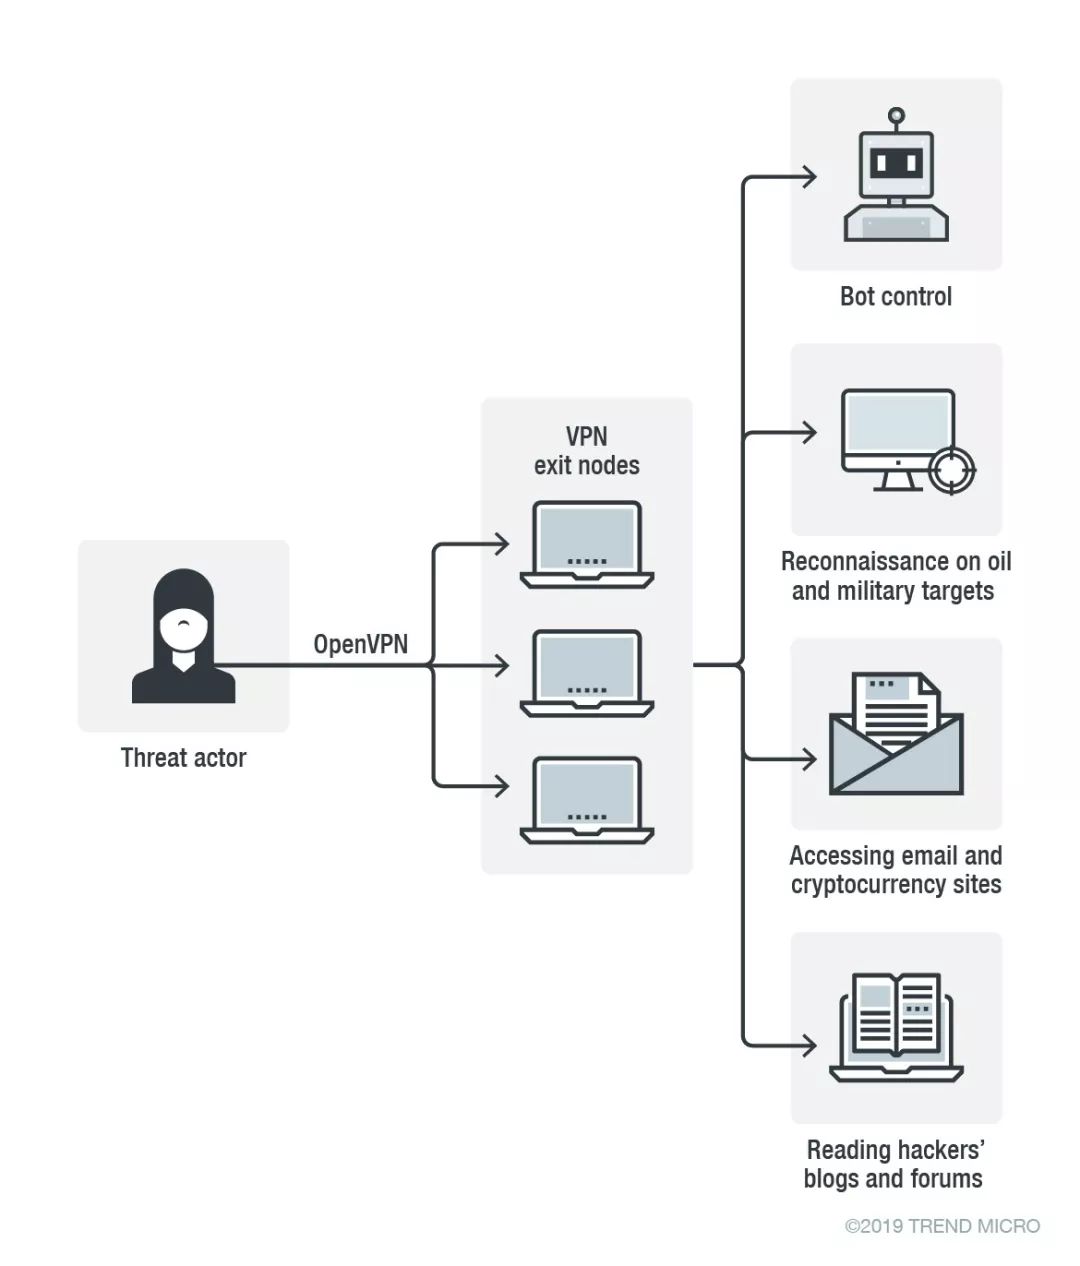 Bot control
VPN
exit nodes
Reconnaissance on oil
and military targets
OpenVPN
Threat actor
Accessing email and
cryptocurrency sites
Reading hackers’
blogs and forums
©2019 TREND MICRO